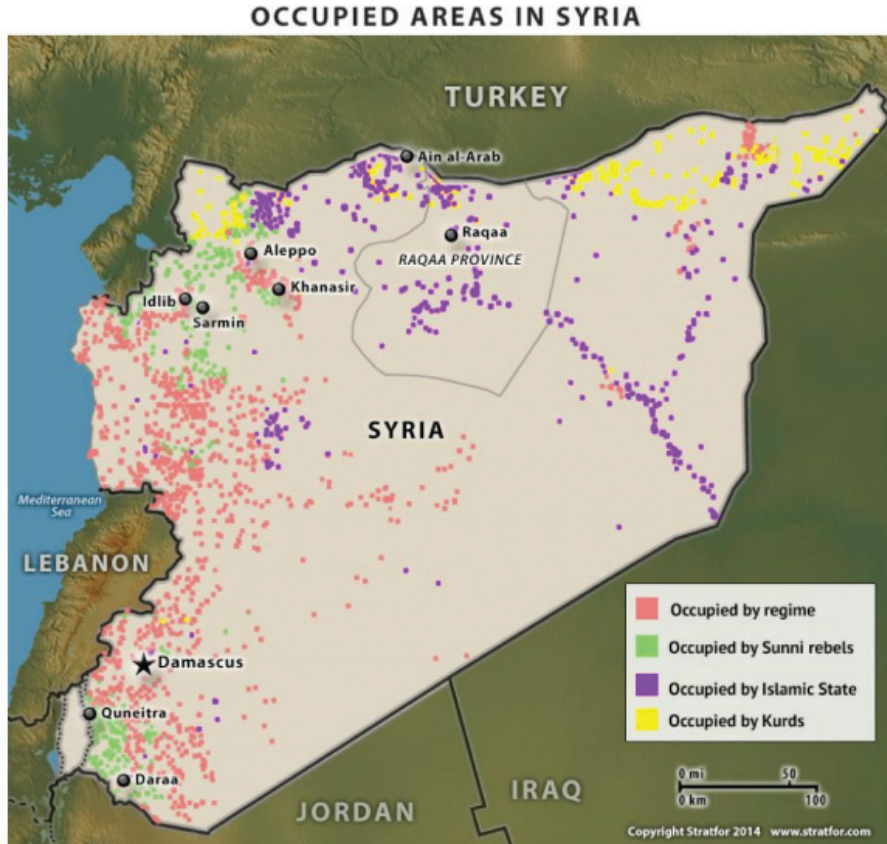 OCCUPIED AREAS IN SYRIA
TURKEY
Ain al-Arab
Raqaa
RAQAA PROVINCE
Aleppo
Khanasir
Idlib
Sarmin
SYRIA
Mediterranean
Sea
LEBANON
Damascus
Quneitra
Daraa
JORDAN
IRAQ
Occupied by regime
Occupied by Sunni rebels
Occupied by Islamic State
Occupied by Kurds
0 mi 50
0 km 100
Copyright Stratfor 2014 www.stratfor.com